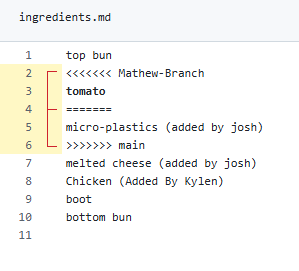 ingredients.md
1 top bun
2 <<<<<<< Mathew-Branch
3 tomato
4 =======
5 micro-plastics (added by josh)
6 >>>>>>> main
7 melted cheese (added by josh)
8 Chicken (Added By Kylen)
9 boot
10 bottom bun
11